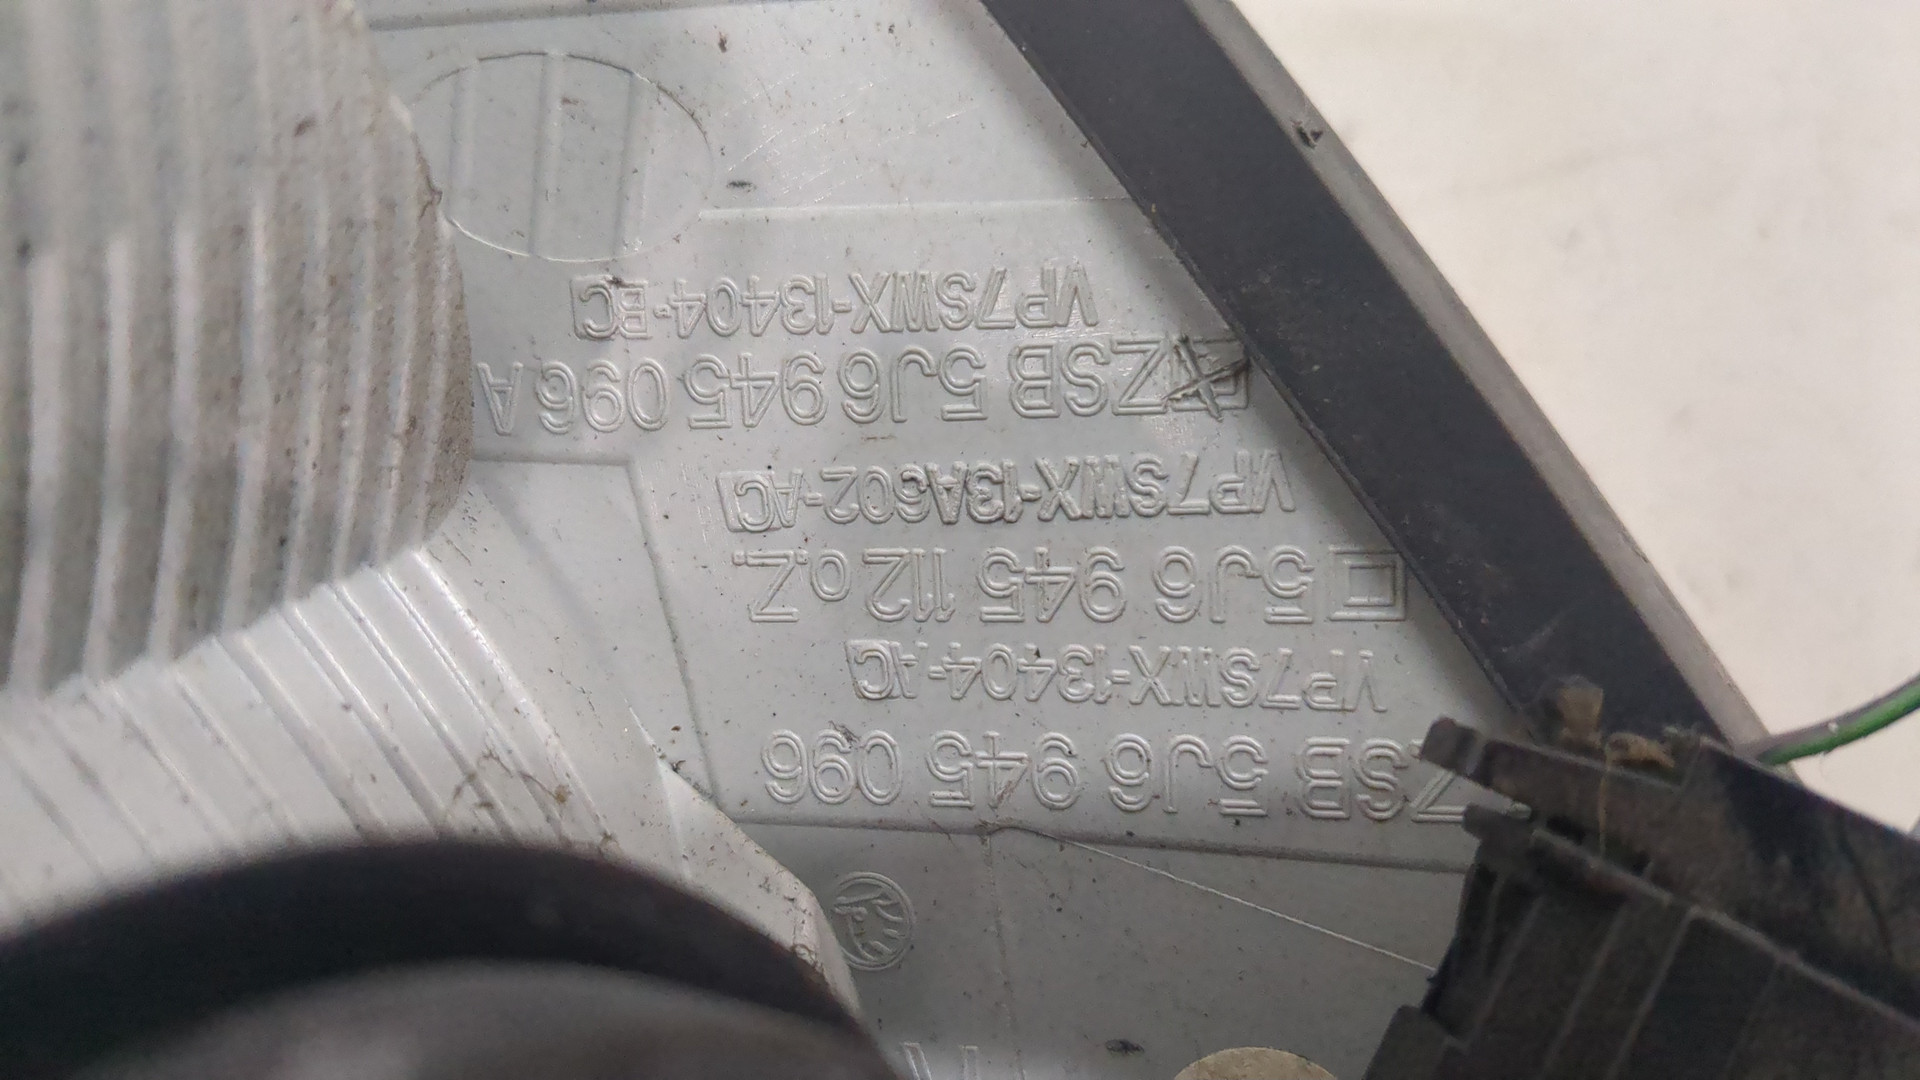 ZSB 5J6 945 096
VP7SWX-13404-AC
5J6 945 112 o.Z.
VP7SWX-13A602-AC
ZSB 5J6 945 096 A
VP7SWX-13404-BC